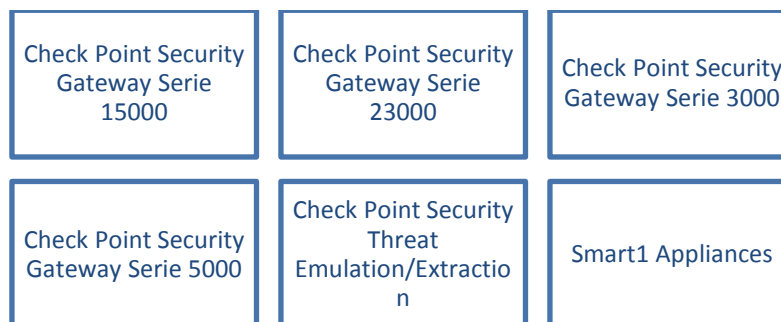 Check Point Security
Gateway Serie
15000
Check Point Security
Gateway Serie
23000
Check Point Security
Gateway Serie 3000
Check Point Security
Gateway Serie 5000
Check Point Security
Threat
Emulation/Extractio
n
Smart1 Appliances